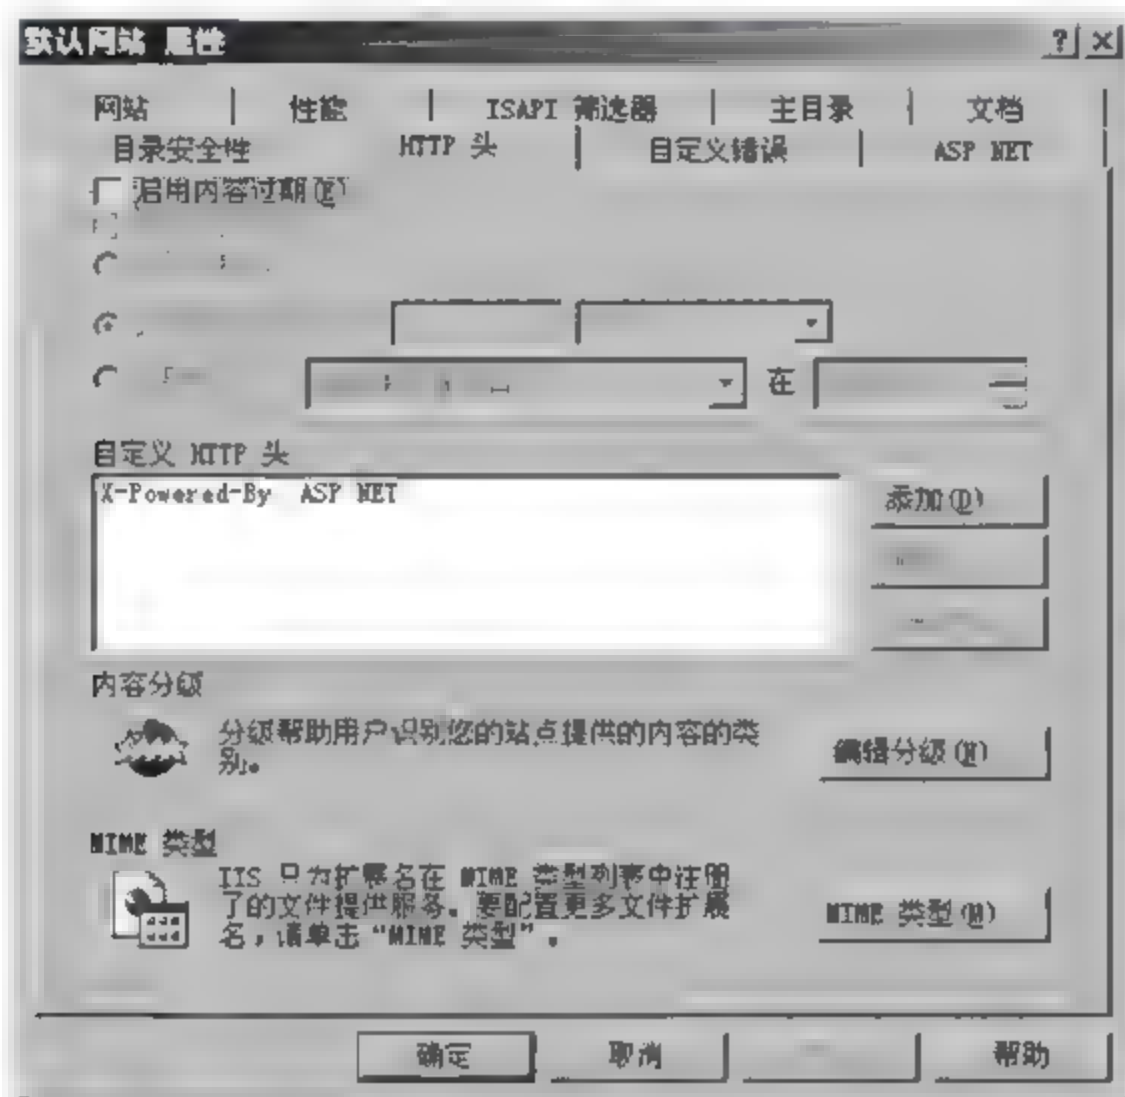 默认网站 属性
网站 性能 ISAPI 筛选器 主目录 文档
目录安全性 HTTP 头 自定义错误 ASP NET
启用内容过期(E)
在
自定义 HTTP 头
X-Powered-By ASP NET
添加(D)
内容分级
分级帮助用户识别您的站点提供的内容的类
别。
编辑分级(N)
MIME 类型
IIS 只为扩展名在 MIME 类型列表中注册
了的文件提供服务。要配置更多文件扩展
名,请单击“MIME 类型”。
MIME 类型(M)
确定 取消 帮助